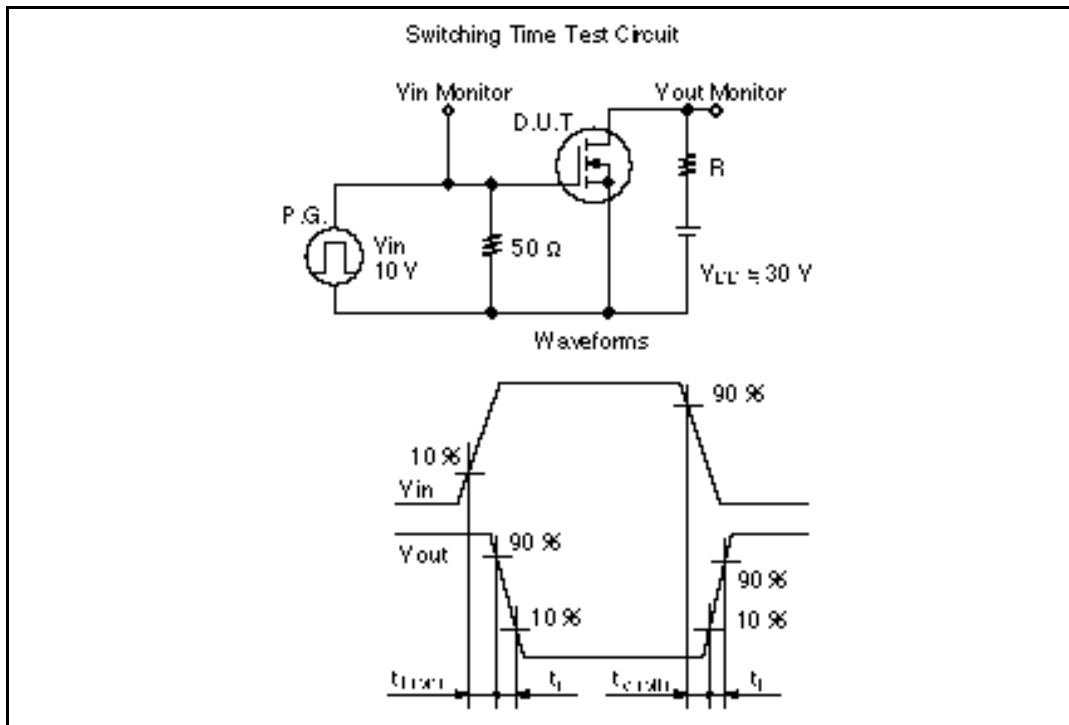 Switching Time Test Circuit
Vin Monitor
Vout Monitor
D.U.T
R
P.G.
Vin
10 V
50 Ω
V ≒ 30 V
Waveforms
90 %
10 %
Vin
Vout
90 %
90 %
10 %
10 %